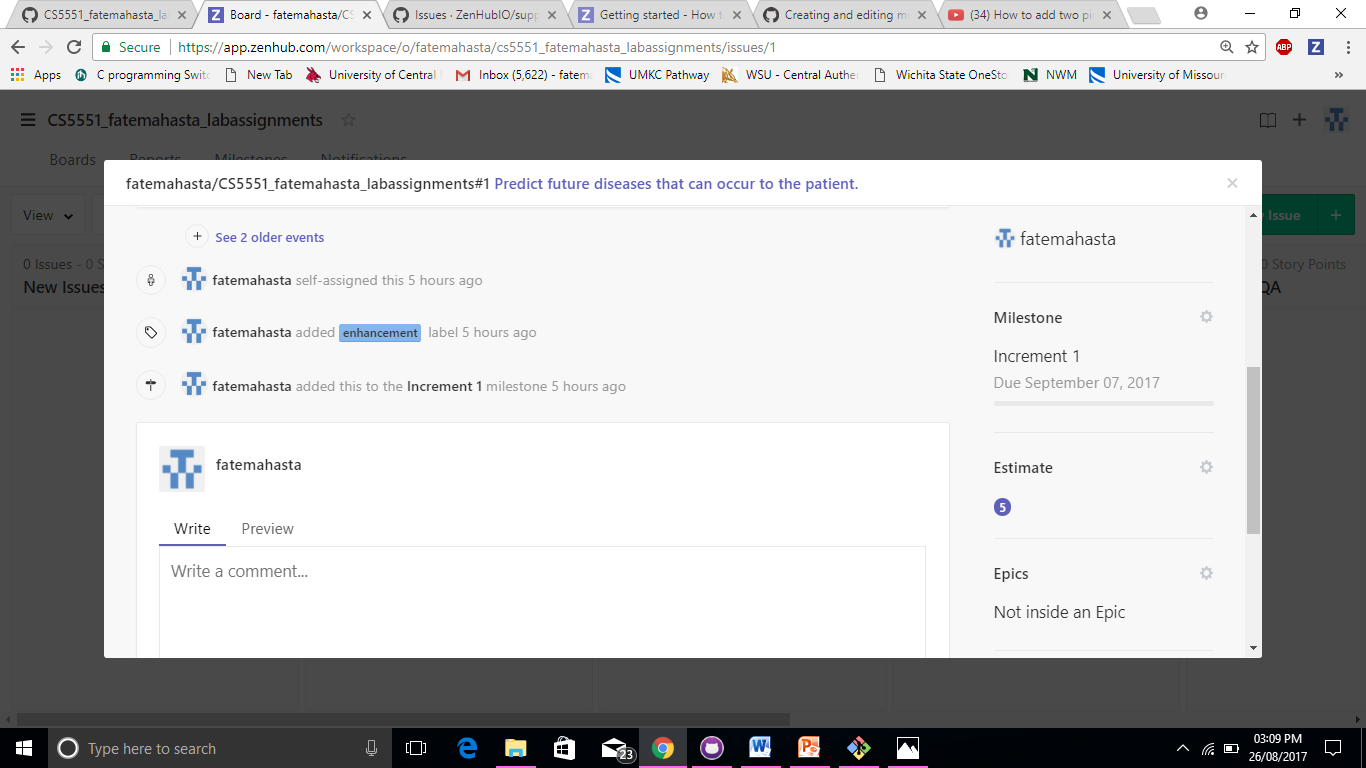 CS5551_fatemahasta_la
Board - fatemahasta/CS
Issues · ZenHubIO/supp
Getting started - How t
Creating and editing m
(34) How to add two pi
Secure
https://app.zenhub.com/workspace/o/fatemahasta/cs5551_fatemahasta_labassignments/issues/1
ABP
Z
Apps
C programming Swit
New Tab
University of Central
Inbox (5,622) - fatem
UMKC Pathway
WSU - Central Authe
Wichita State OneSto
NWM
University of Missour
»
CS5551_fatemahasta_labassignments
Boards
Reports
Milestones
Notifications
fatemahasta/CS5551_fatemahasta_labassignments#1 Predict future diseases that can occur to the patient.
View
Issue
0 Issues - 0 S
New Issues
0 Story Points
QA
See 2 older events
fatemahasta self-assigned this 5 hours ago
fatemahasta added enhancement label 5 hours ago
fatemahasta added this to the Increment 1 milestone 5 hours ago
fatemahasta
Write
Preview
Write a comment...
fatemahasta
Milestone
Increment 1
Due September 07, 2017
Estimate
5
Epics
Not inside an Epic
Type here to search
23
03:09 PM
26/08/2017